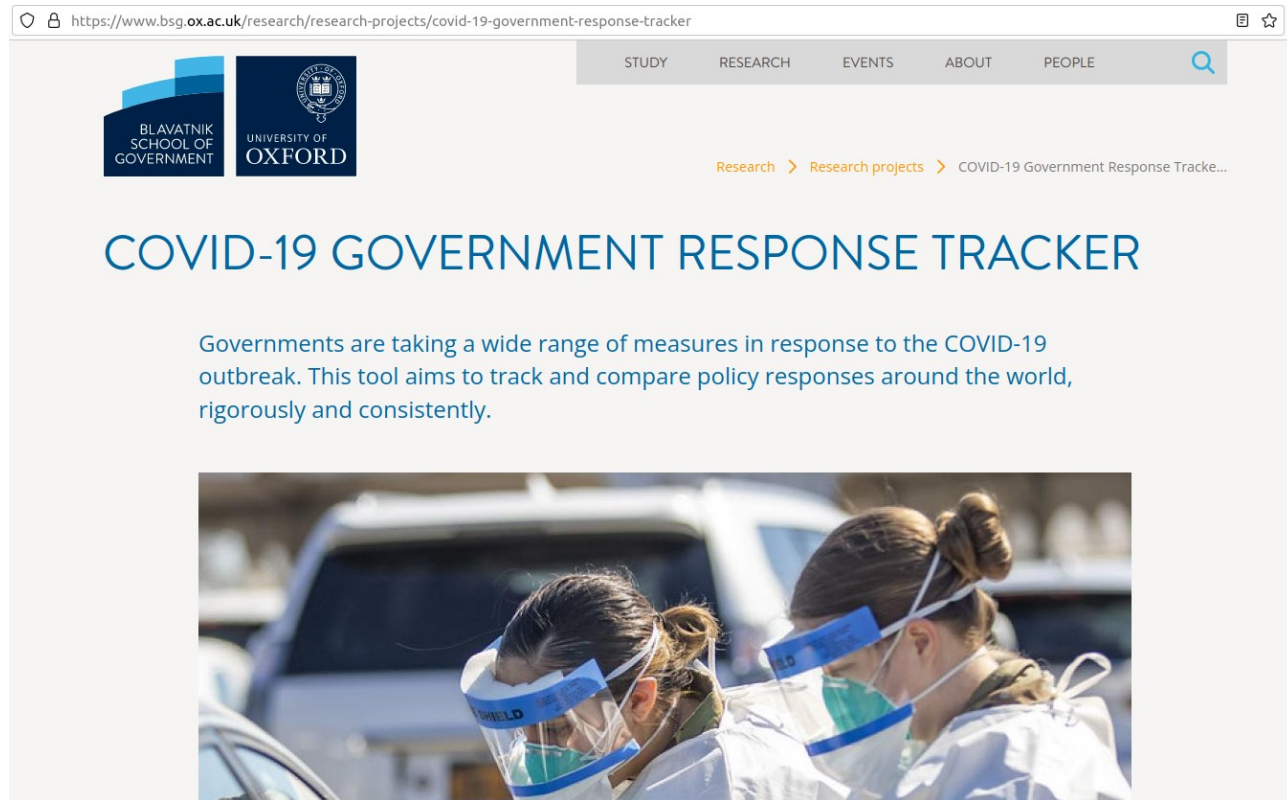 https://www.bsg.ox.ac.uk/research/research-projects/covid-19-government-response-tracker
STUDY RESEARCH EVENTS ABOUT PEOPLE
BLAVATNIK
SCHOOL OF
GOVERNMENT
UNIVERSITY OF
OXFORD
Research > Research projects > COVID-19 Government Response Tracke...
COVID-19 GOVERNMENT RESPONSE TRACKER
Governments are taking a wide range of measures in response to the COVID-19
outbreak. This tool aims to track and compare policy responses around the world,
rigorously and consistently.
SHIELD